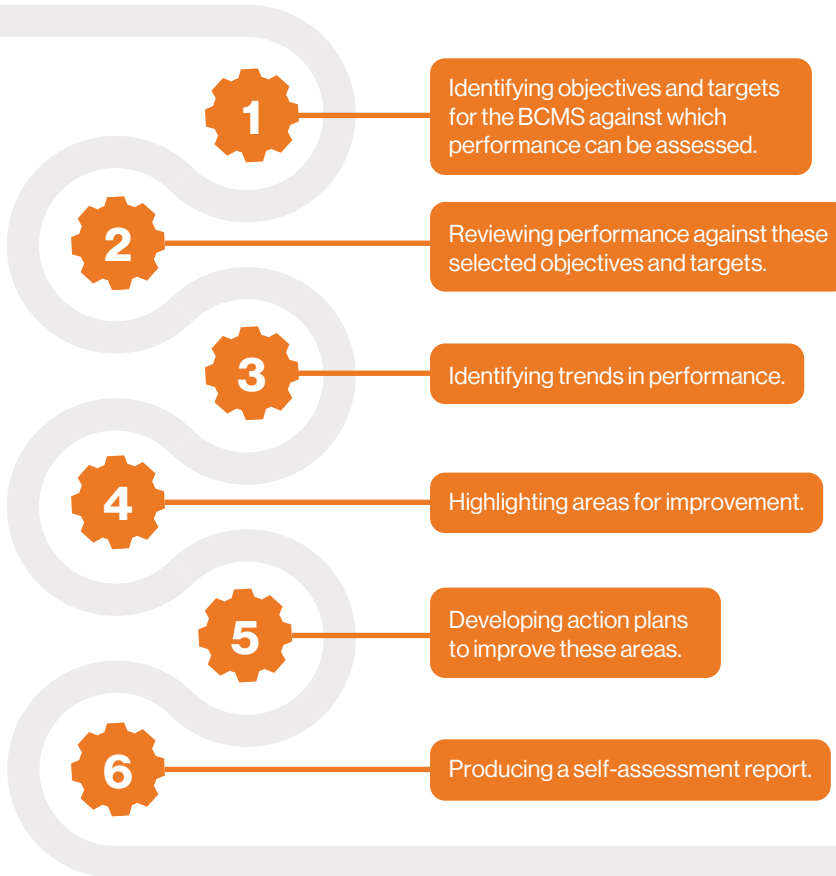 1
Identifying objectives and targets
for the BCMS against which
performance can be assessed.
2
Reviewing performance against these
selected objectives and targets.
3
Identifying trends in performance.
4
Highlighting areas for improvement.
5
Developing action plans
to improve these areas.
6
Producing a self-assessment report.